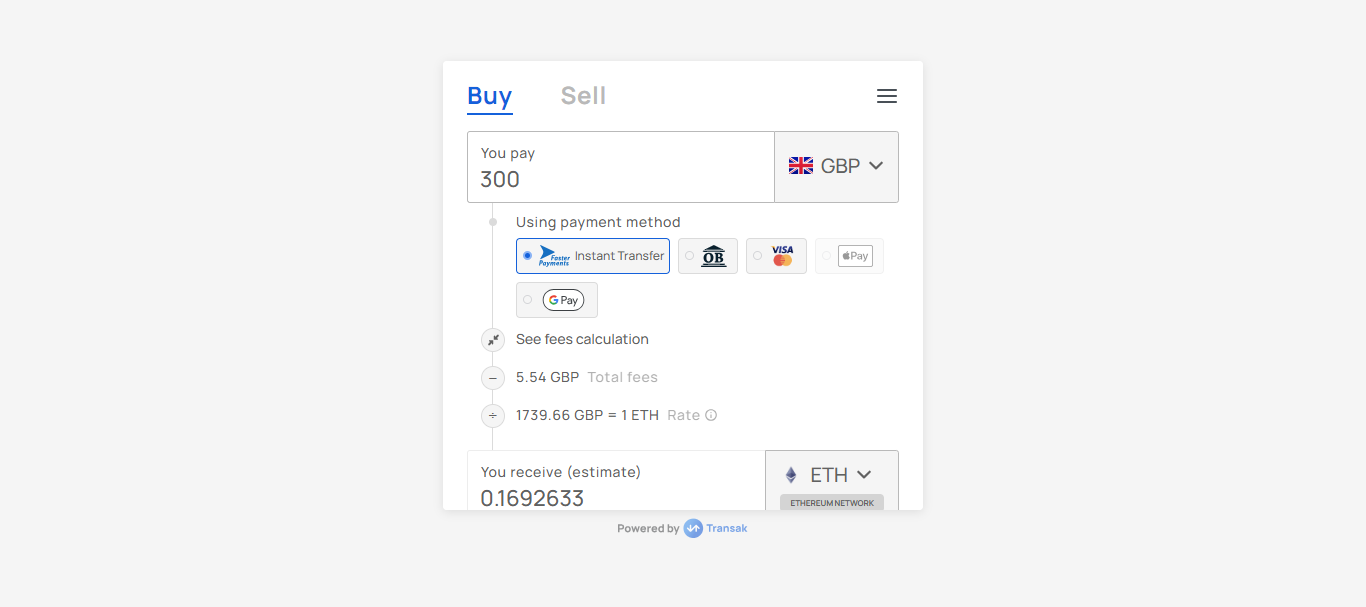 Buy Sell
You pay
300
GBP
Using payment method
Faster Payments Instant Transfer OB VISA Pay
G Pay
See fees calculation
– 5.54 GBP Total fees
÷ 1739.66 GBP = 1 ETH Rate
You receive (estimate)
0.1692633
ETH
ETHEREUM NETWORK
Powered by Transak